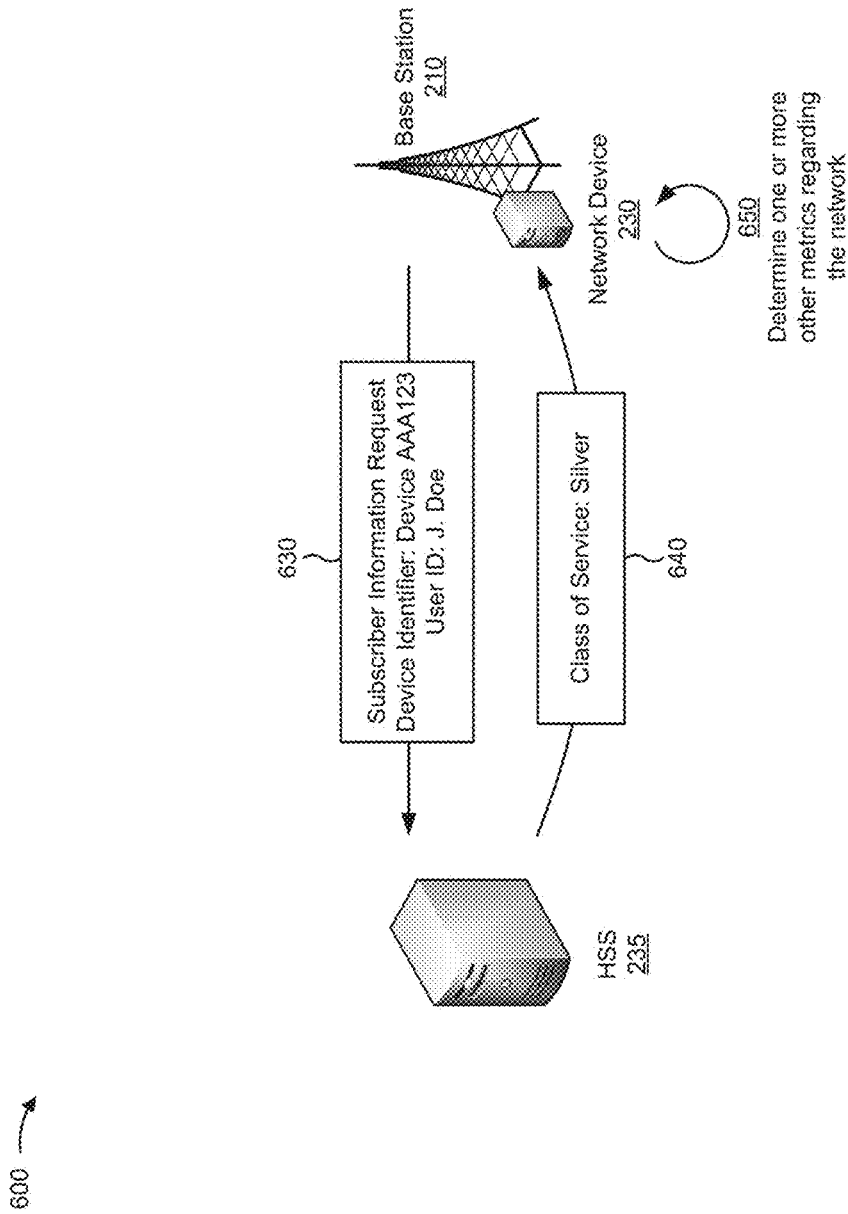 600
HSS
235
630
Subscriber Information Request
Device Identifier: Device AAA123
User ID: J. Doe
Class of Service: Silver
640
Base Station
210
Network Device
230
650
Determine one or more
other metrics regarding
the network